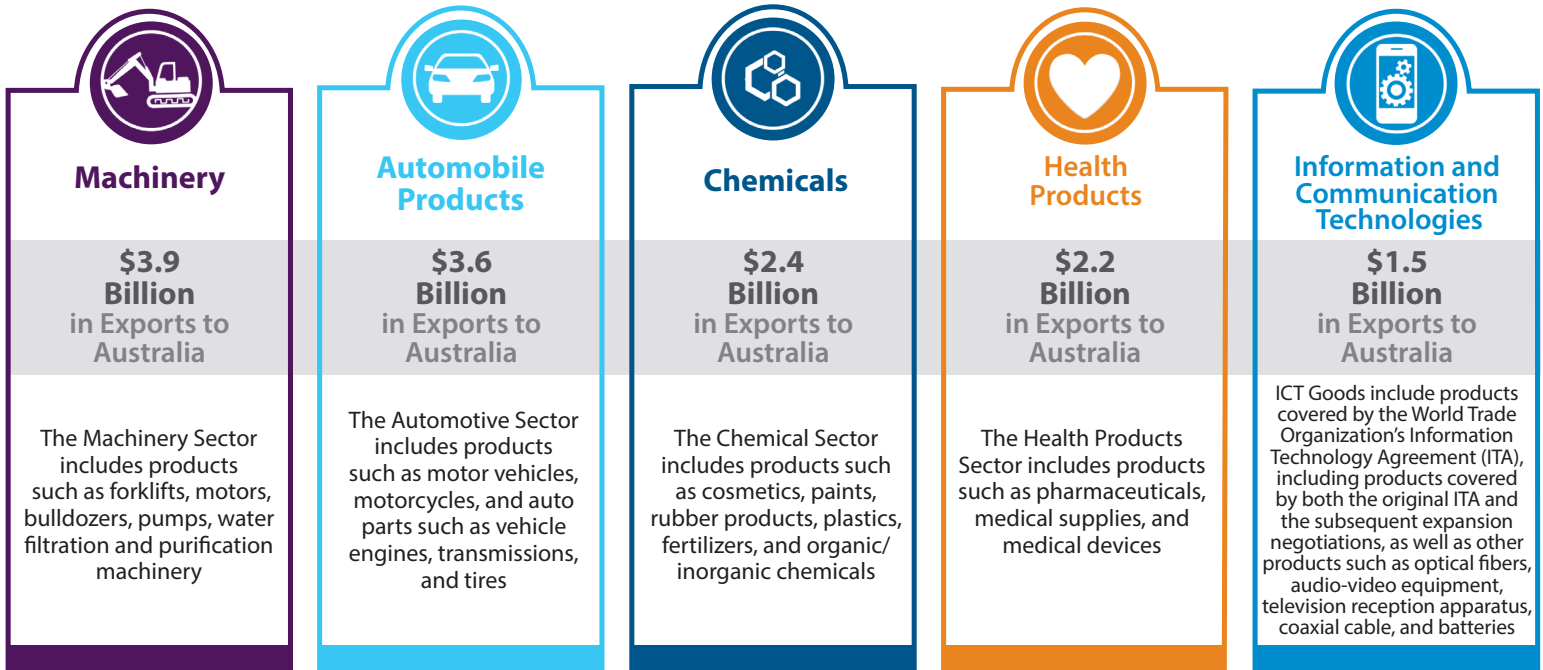 Machinery
$3.9
Billion
in Exports to
Australia
The Machinery Sector
includes products
such as forklifts, motors,
bulldozers, pumps, water
filtration and purification
machinery
Automobile
Products
$3.6
Billion
in Exports to
Australia
The Automotive Sector
includes products
such as motor vehicles,
motorcycles, and auto
parts such as vehicle
engines, transmissions,
and tires
Chemicals
$2.4
Billion
in Exports to
Australia
The Chemical Sector
includes products such
as cosmetics, paints,
rubber products, plastics,
fertilizers, and organic/
inorganic chemicals
Health
Products
$2.2
Billion
in Exports to
Australia
The Health Products
Sector includes products
such as pharmaceuticals,
medical supplies, and
medical devices
Information and
Communication
Technologies
$1.5
Billion
in Exports to
Australia
ICT Goods include products
covered by the World Trade
Organization's Information
Technology Agreement (ITA),
including products covered
by both the original ITA and
the subsequent expansion
negotiations, as well as other
products such as optical fibers,
audio-video equipment,
television reception apparatus,
coaxial cable, and batteries